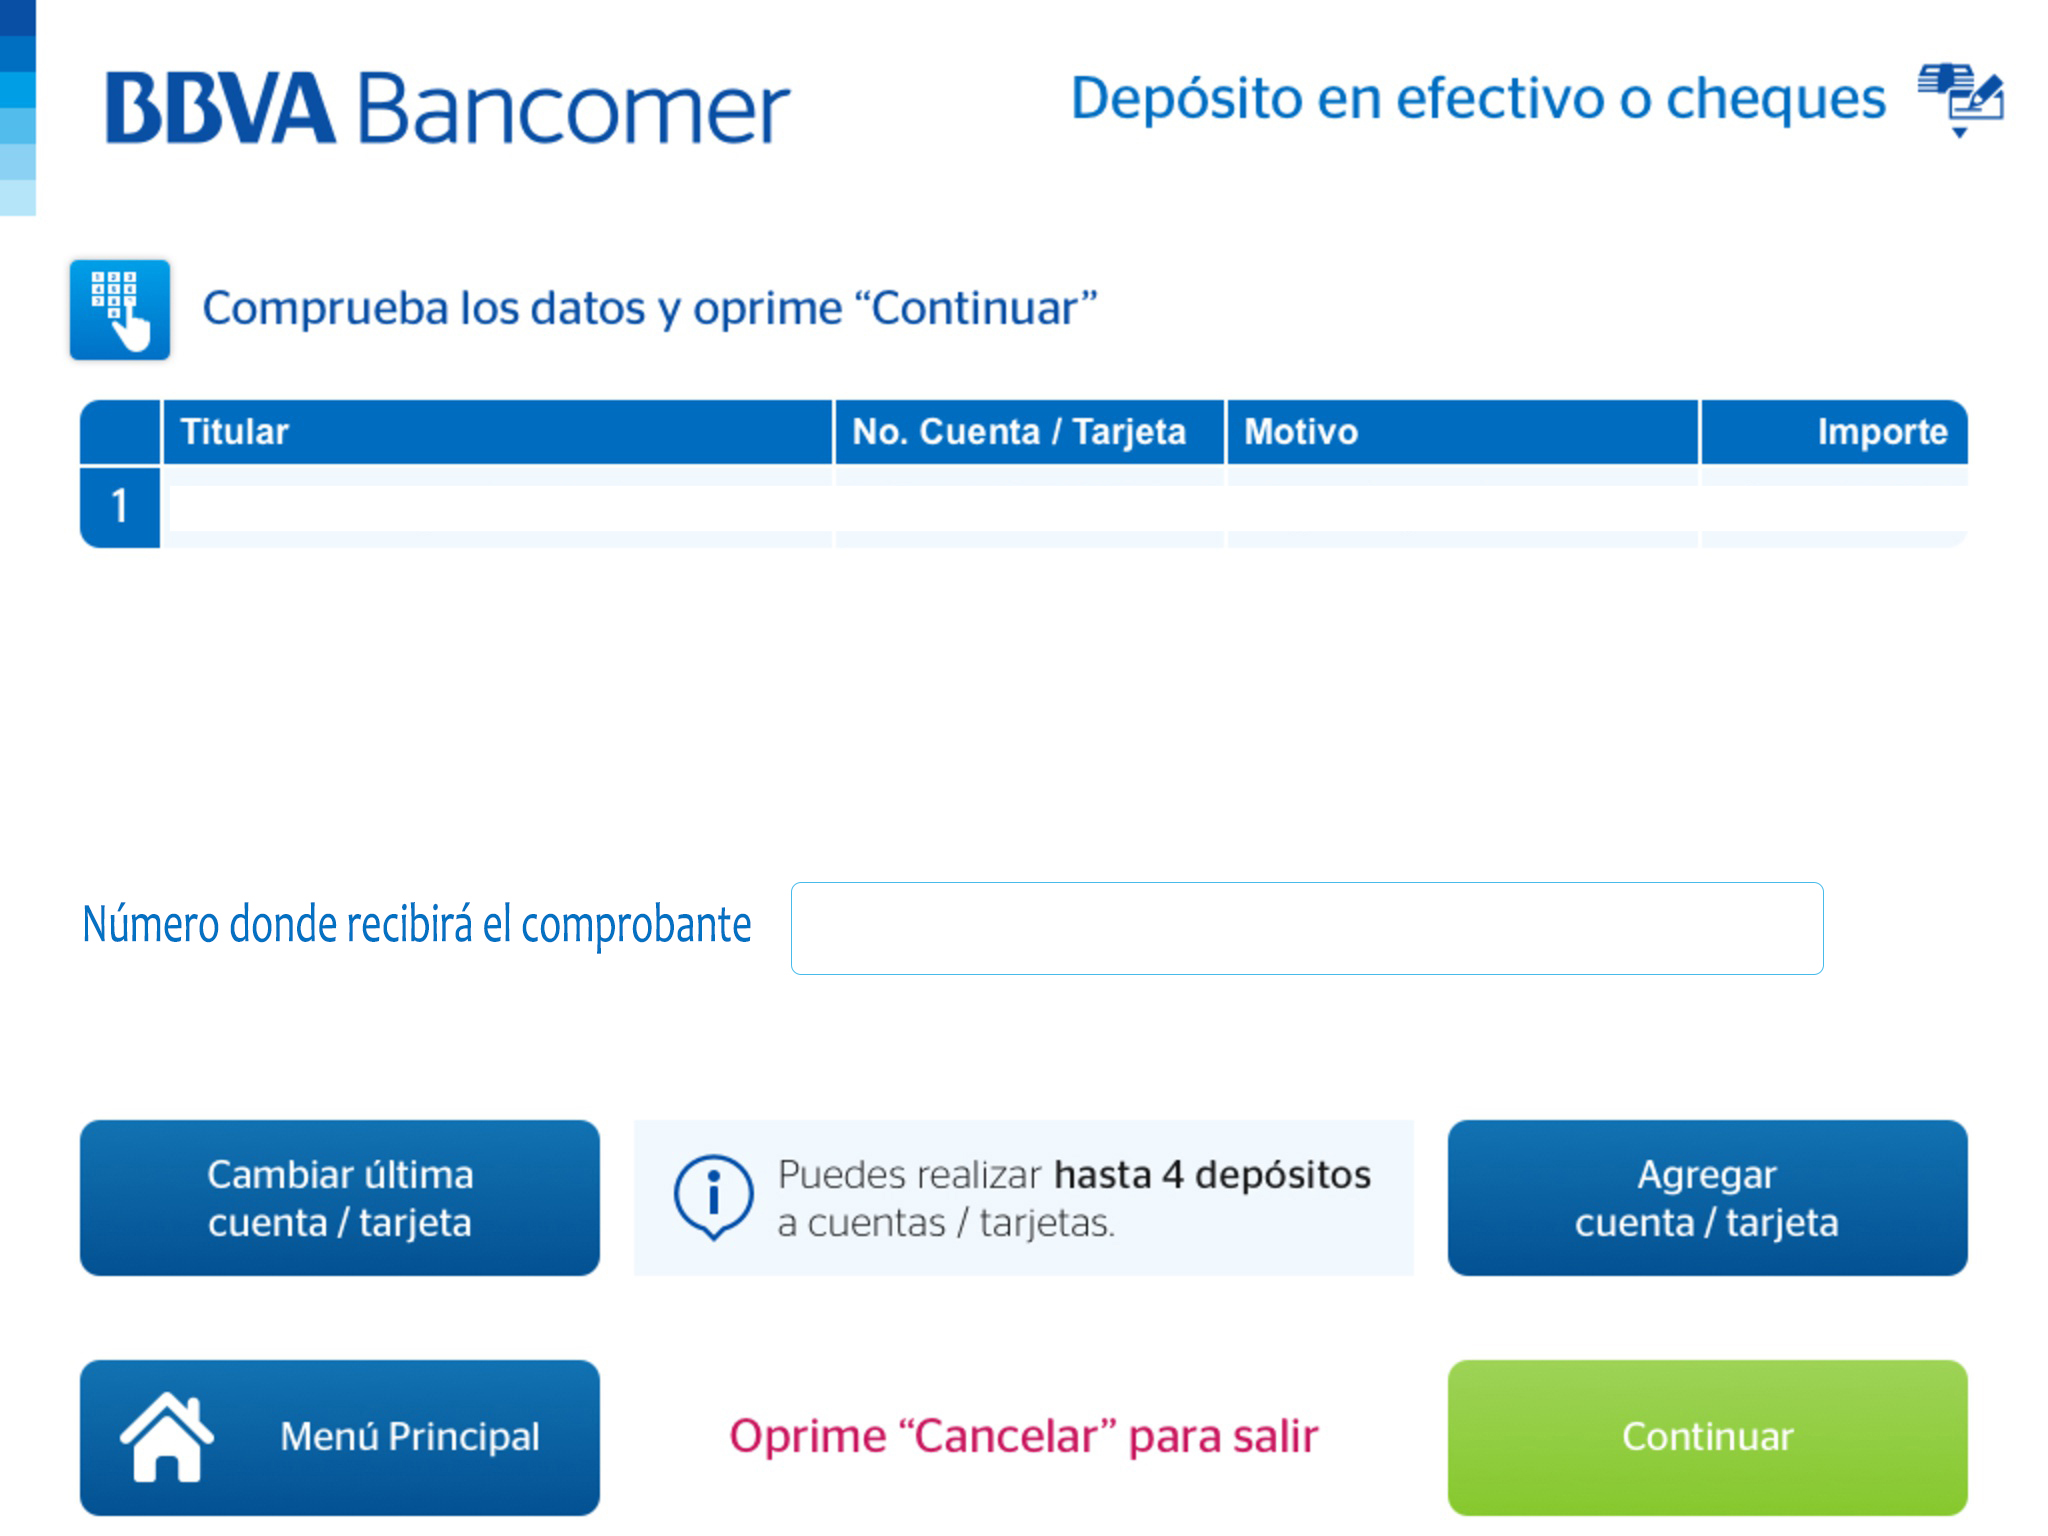 BBVA Bancomer
Depósito en efectivo o cheques
Comprueba los datos y oprime “Continuar”
Titular No. Cuenta / Tarjeta Motivo Importe
1
Número donde recibirá el comprobante
Cambiar última
cuenta / tarjeta
Puedes realizar hasta 4 depósitos
a cuentas / tarjetas.
Agregar
cuenta / tarjeta
Menú Principal
Oprime “Cancelar” para salir
Continuar